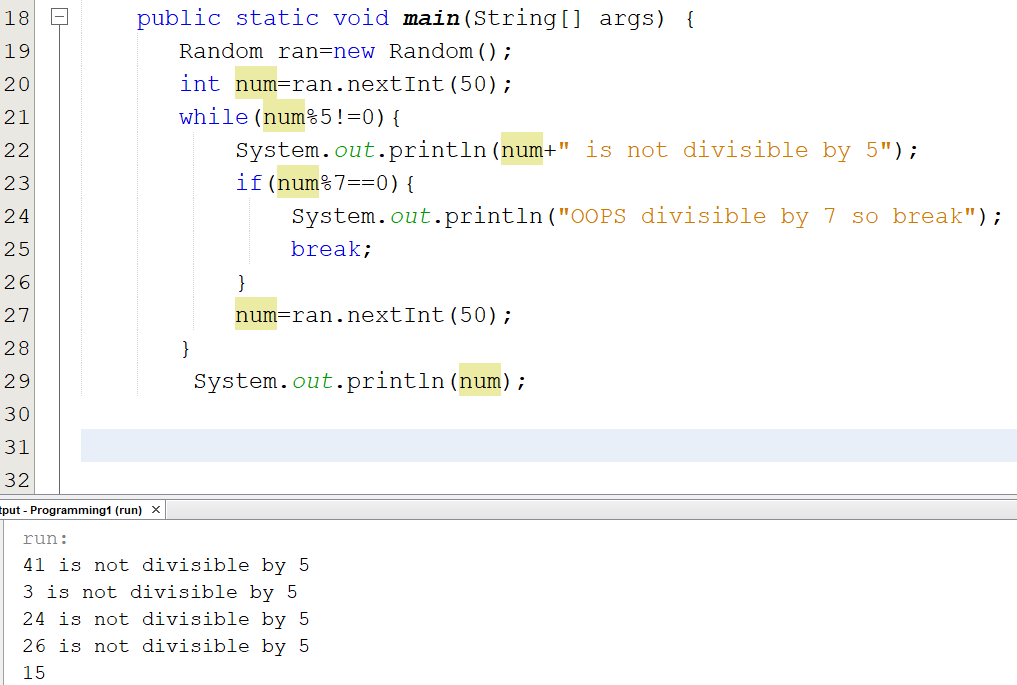 18 public static void main(String[] args) {
19 Random ran=new Random();
20 int num=ran.nextInt(50);
21 while(num%5!=0){
22 System.out.println(num+" is not divisible by 5");
23 if(num%7==0){
24 System.out.println("OOPS divisible by 7 so break");
25 break;
26 }
27 num=ran.nextInt(50);
28 }
29 System.out.println(num);
30
31
32
tput - Programming1 (run) ×
run:
41 is not divisible by 5
3 is not divisible by 5
24 is not divisible by 5
26 is not divisible by 5
15